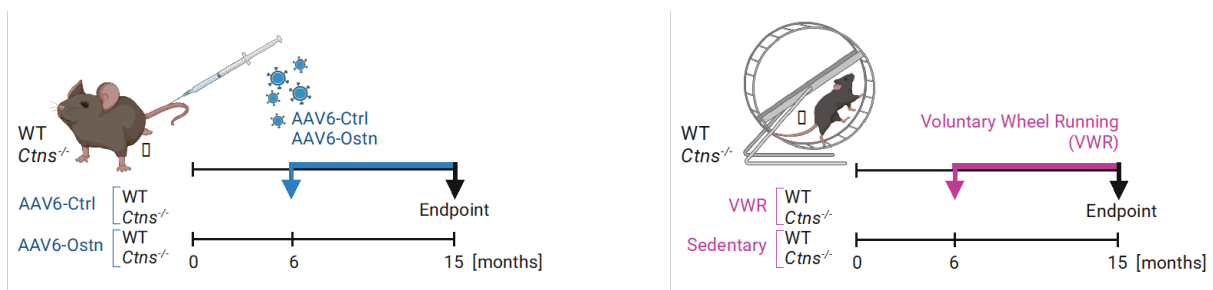 AAV6-Ctrl
AAV6-Ostn
WT
Ctns-/-
AAV6-Ctrl
WT
Ctns-/-
Endpoint
AAV6-Ostn
WT
Ctns-/-
0 6 15 [months]
Voluntary Wheel Running
(VWR)
WT
Ctns-/-
VWR
WT
Ctns-/-
Endpoint
Sedentary
WT
Ctns-/-
0 6 15 [months]